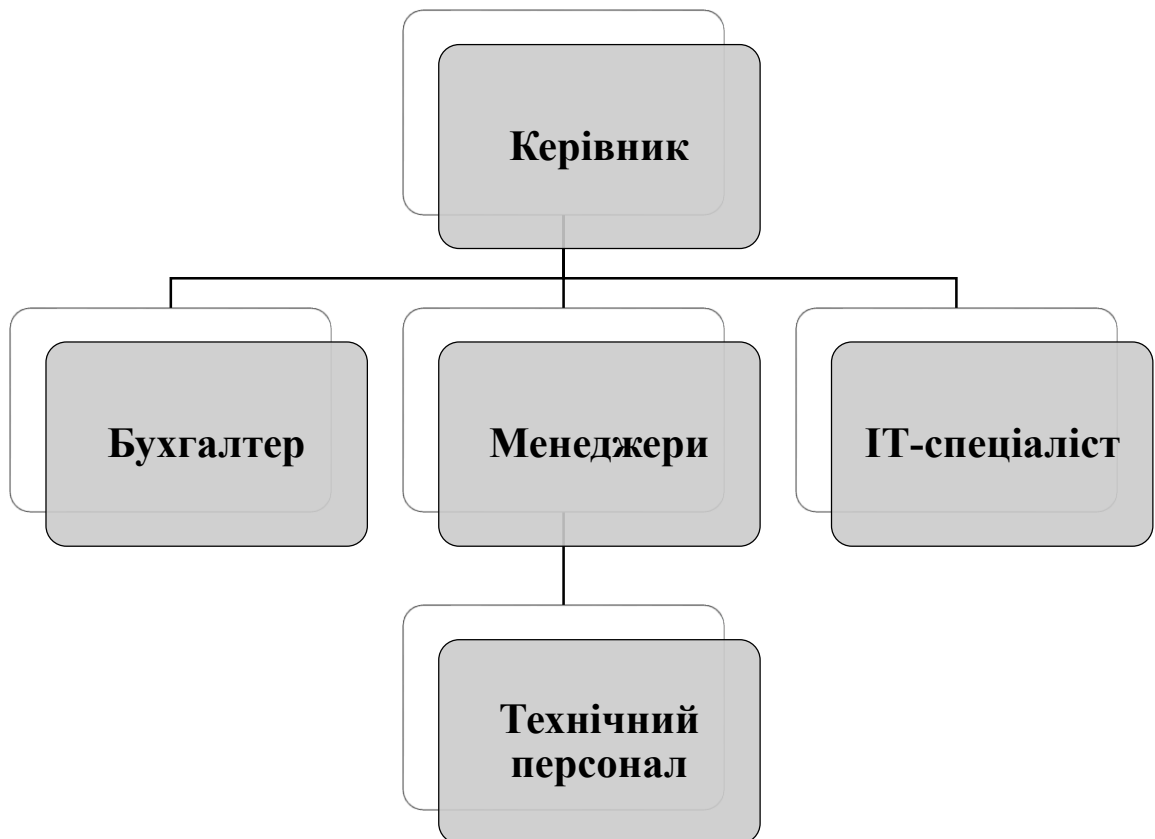 Керівник
Бухгалтер
Менеджери
ІТ-спеціаліст
Технічний
персонал